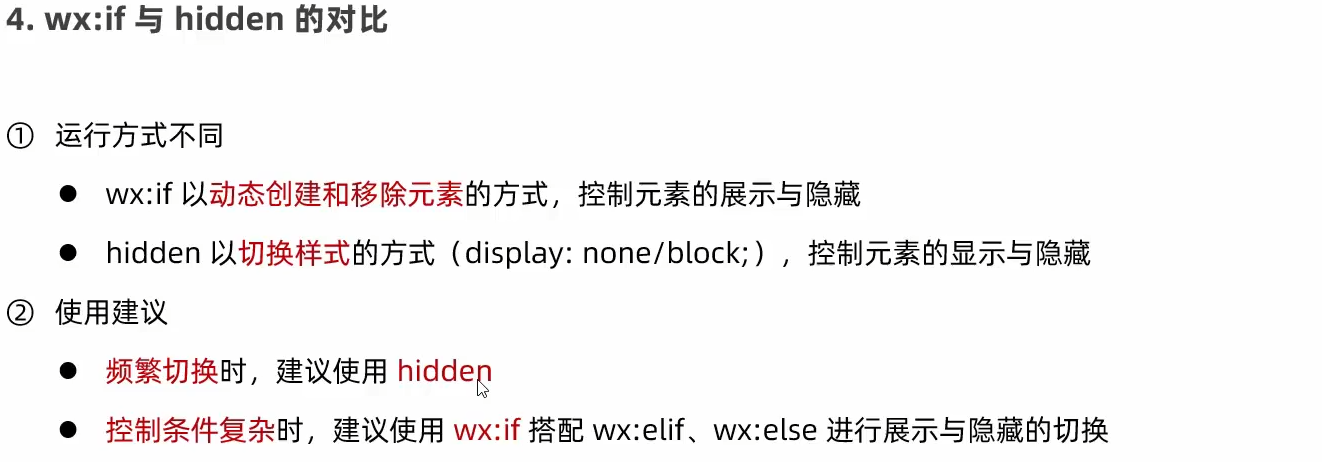 4. wx:if 与 hidden 的对比
① 运行方式不同
● wx:if 以动态创建和移除元素的方式，控制元素的展示与隐藏
● hidden 以切换样式的方式（display: none/block;），控制元素的显示与隐藏
② 使用建议
● 频繁切换时，建议使用 hidden
● 控制条件复杂时，建议使用 wx:if 搭配 wx:elif、wx:else 进行展示与隐藏的切换